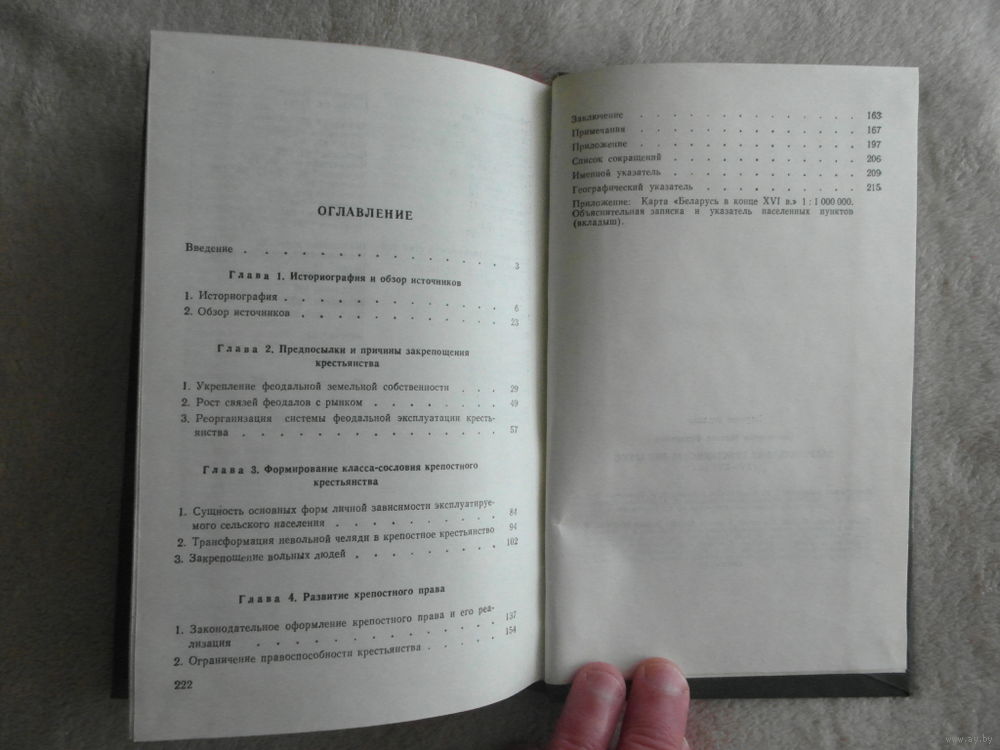 ОГЛАВЛЕНИЕ
Введение . . . . . . . . . . . . . . . 3
Глава 1. Историография и обзор источников
1. Историография . . . . . . . . . . . . . 6
2. Обзор источников . . . . . . . . . . . . 23
Глава 2. Предпосылки и причины закрепощения
крестьянства
1. Укрепление феодальной земельной собственности . . . 29
2. Рост связей феодалов с рынком . . . . . . . 49
3. Реорганизация системы феодальной эксплуатации кресть-
янства . . . . . . . . . . . . . . 57
Глава 3. Формирование класса-сословия крепостного
крестьянства
1. Сущность основных форм личной зависимости эксплуатируе-
мого сельского населения . . . . . . . . . 84
2. Трансформация невольной челяди в крепостное крестьянство 94
3. Закрепощение вольных людей . . . . . . . . 102
Глава 4. Развитие крепостного права
1. Законодательное оформление крепостного права и его реа-
лизация . . . . . . . . . . . . . 137
2. Ограничение правоспособности крестьянства . . . . 154
222
Заключение . . . . . . . . . . . . . 163
Примечания . . . . . . . . . . . . . 167
Приложение . . . . . . . . . . . . . 197
Список сокращений . . . . . . . . . . . 206
Именной указатель . . . . . . . . . . . 209
Географический указатель . . . . . . . . . 215
Приложение: Карта «Беларусь в конце XVI в.» 1 : 1 000 000.
Объяснительная записка и указатель населенных пунктов
(вкладыш).
www.ay.by